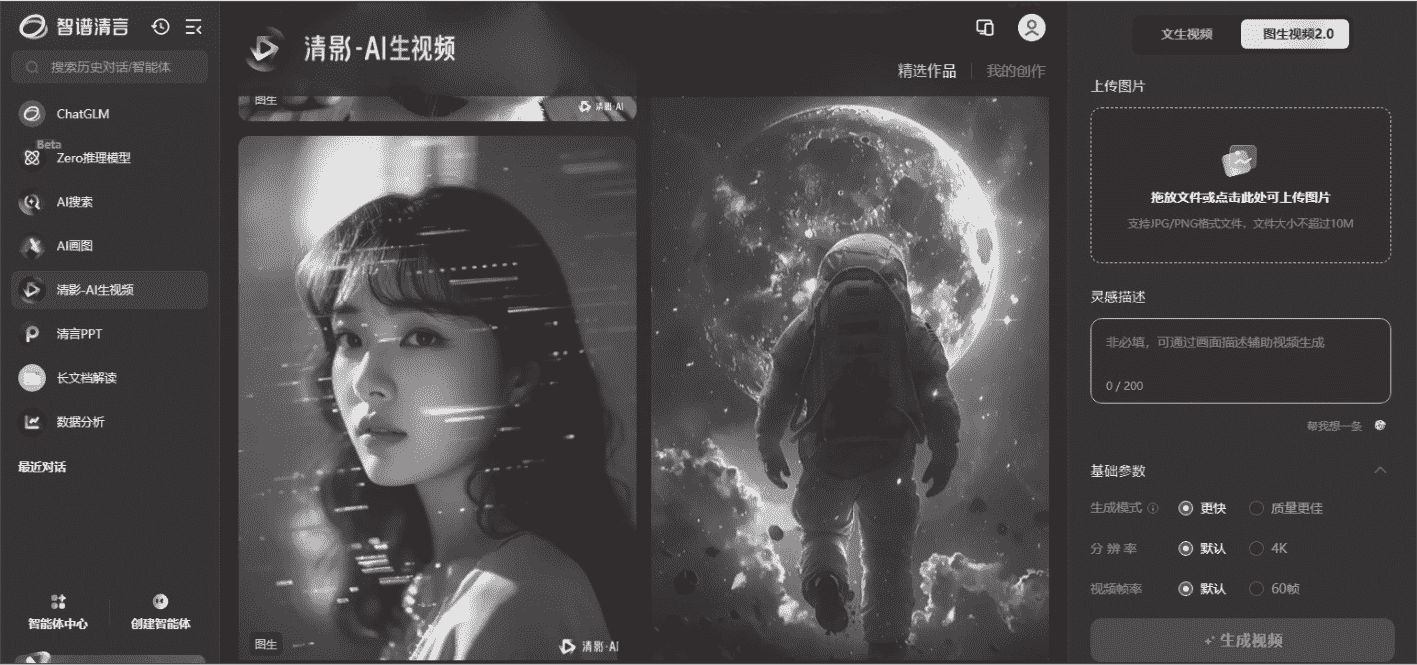 智谱清言
搜索历史对话/智能体
ChatGLM
Beta
Zero推理模型
AI搜索
AI画图
清影-AI生视频
清言PPT
长文档解读
数据分析
最近对话
智能体中心
创建智能体
清影-AI生视频
精选作品
我的创作
图生
清影·AI
图生
清影·AI
文生视频
图生视频2.0
上传图片
拖放文件或点击此处可上传图片
支持JPG/PNG格式文件，文件大小不超过10M
灵感描述
非必填，可通过画面描述辅助视频生成
0 / 200
帮我想一条
基础参数
生成模式
更快
质量更佳
分辨率
默认
4K
视频帧率
默认
60帧
生成视频